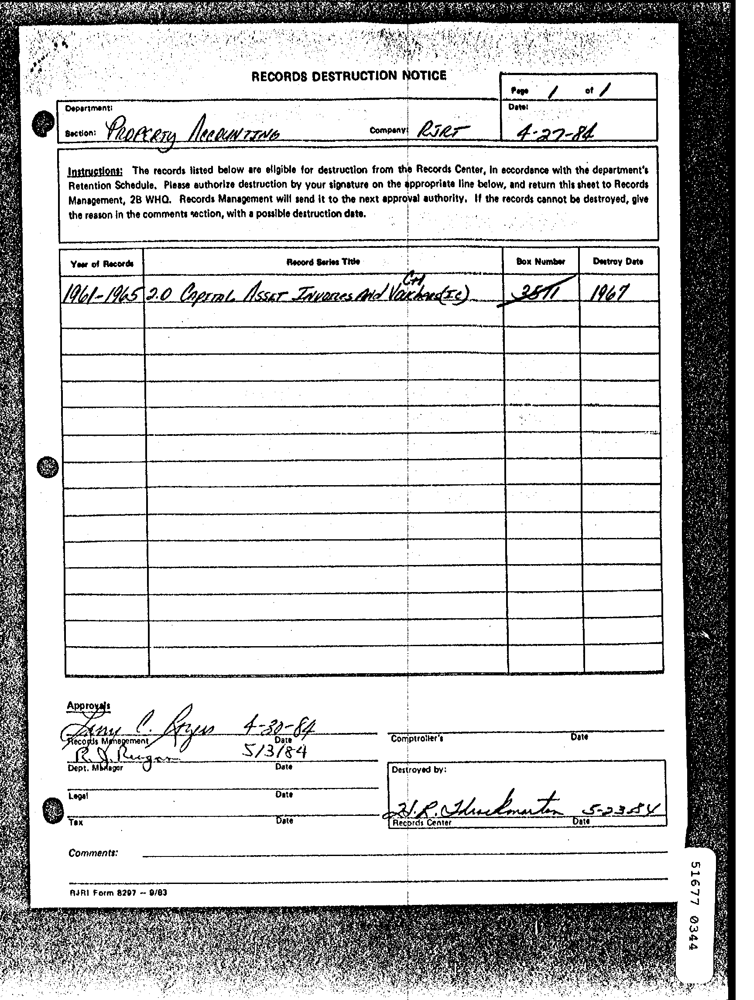 RECORDS DESTRUCTION NOTICE
Page 1 of 1
Department:
Date:
Section: PROPERTY ACCOUNTING Company: RJRT 4-27-84
Instructions: The records listed below are eligible for destruction from the Records Center, in accordance with the department's
Retention Schedule. Please authorize destruction by your signature on the appropriate line below, and return this sheet to Records
Management, 2B WHQ. Records Management will send it to the next approval authority. If the records cannot be destroyed, give
the reason in the comments section, with a possible destruction date.
Year of Records Record Series Title Box Number Destroy Date
1961-1965 2.0 CAPITAL ASSET INVOICES AND 1967
Approvals
C. 4-30-84
Records Management Date Comptroller's Date
R. J. 5/3/84
Dept. Manager Date Destroyed by:
Legal Date
H.R. Throckmorton 5-23-84
Tax Date Records Center Date
Comments:
RJRI Form 8297 -- 9/83
51677 0344